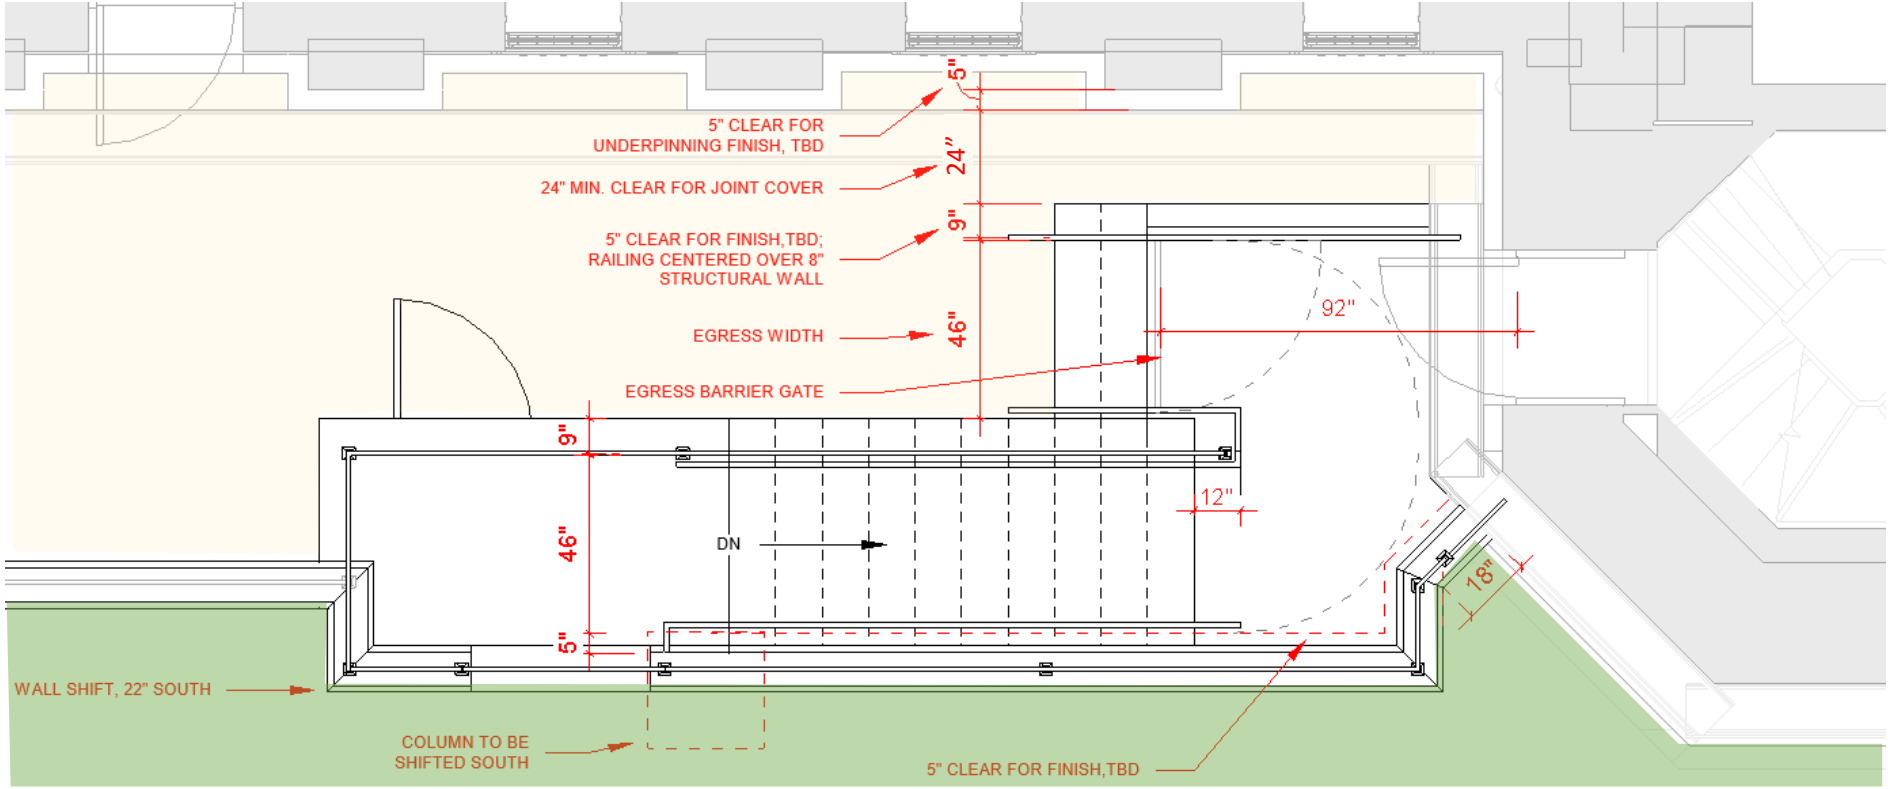 5"
5" CLEAR FOR
UNDERPINNING FINISH, TBD
24”
24" MIN. CLEAR FOR JOINT COVER
9"
5" CLEAR FOR FINISH,TBD;
RAILING CENTERED OVER 8"
STRUCTURAL WALL
92"
EGRESS WIDTH
46"
EGRESS BARRIER GATE
9"
12"
46"
DN
18"
5"
WALL SHIFT, 22" SOUTH
COLUMN TO BE
SHIFTED SOUTH
5" CLEAR FOR FINISH,TBD